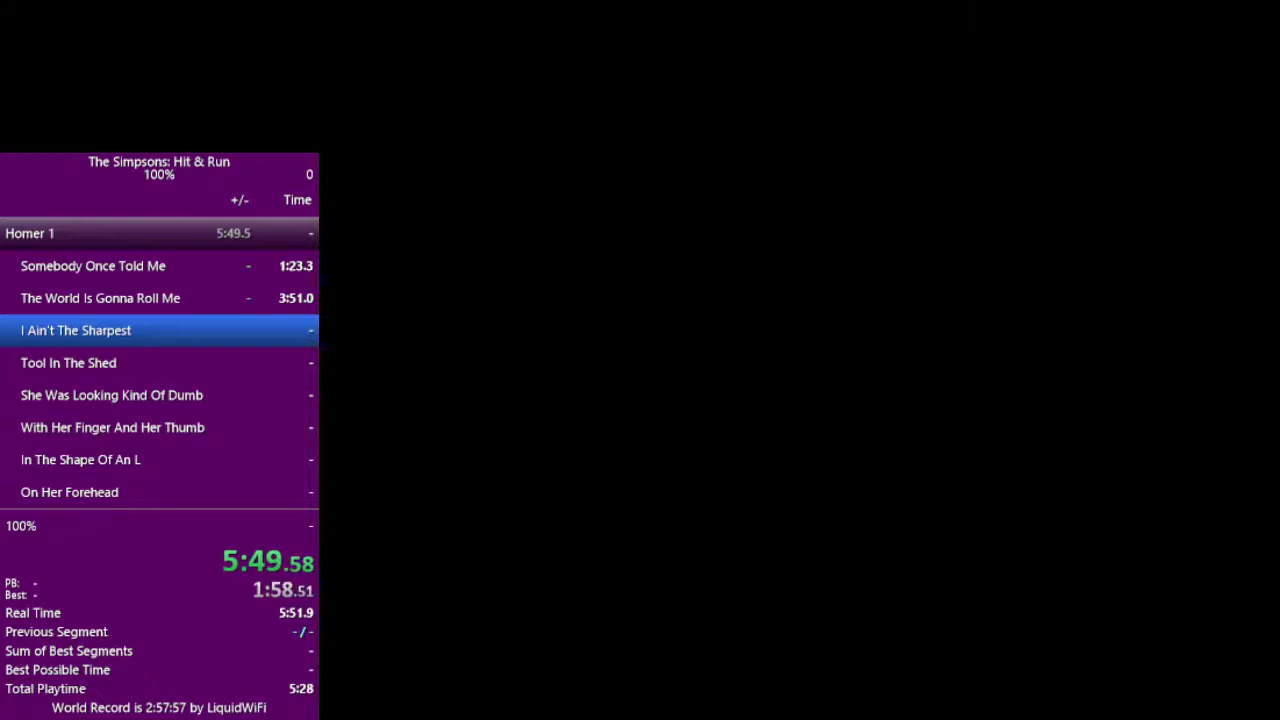 The Simpsons: Hit & Run
100% 0
+/- Time
Homer 1 5:49.5 -
Somebody Once Told Me - 1:23.3
The World Is Gonna Roll Me - 3:51.0
I Ain't The Sharpest -
Tool In The Shed -
She Was Looking Kind Of Dumb -
With Her Finger And Her Thumb -
In The Shape Of An L -
On Her Forehead -
100% -
5:49.58
PB: -
Best: - 1:58.51
Real Time 5:51.9
Previous Segment - / -
Sum of Best Segments -
Best Possible Time -
Total Playtime 5:28
World Record is 2:57:57 by LiquidWiFi